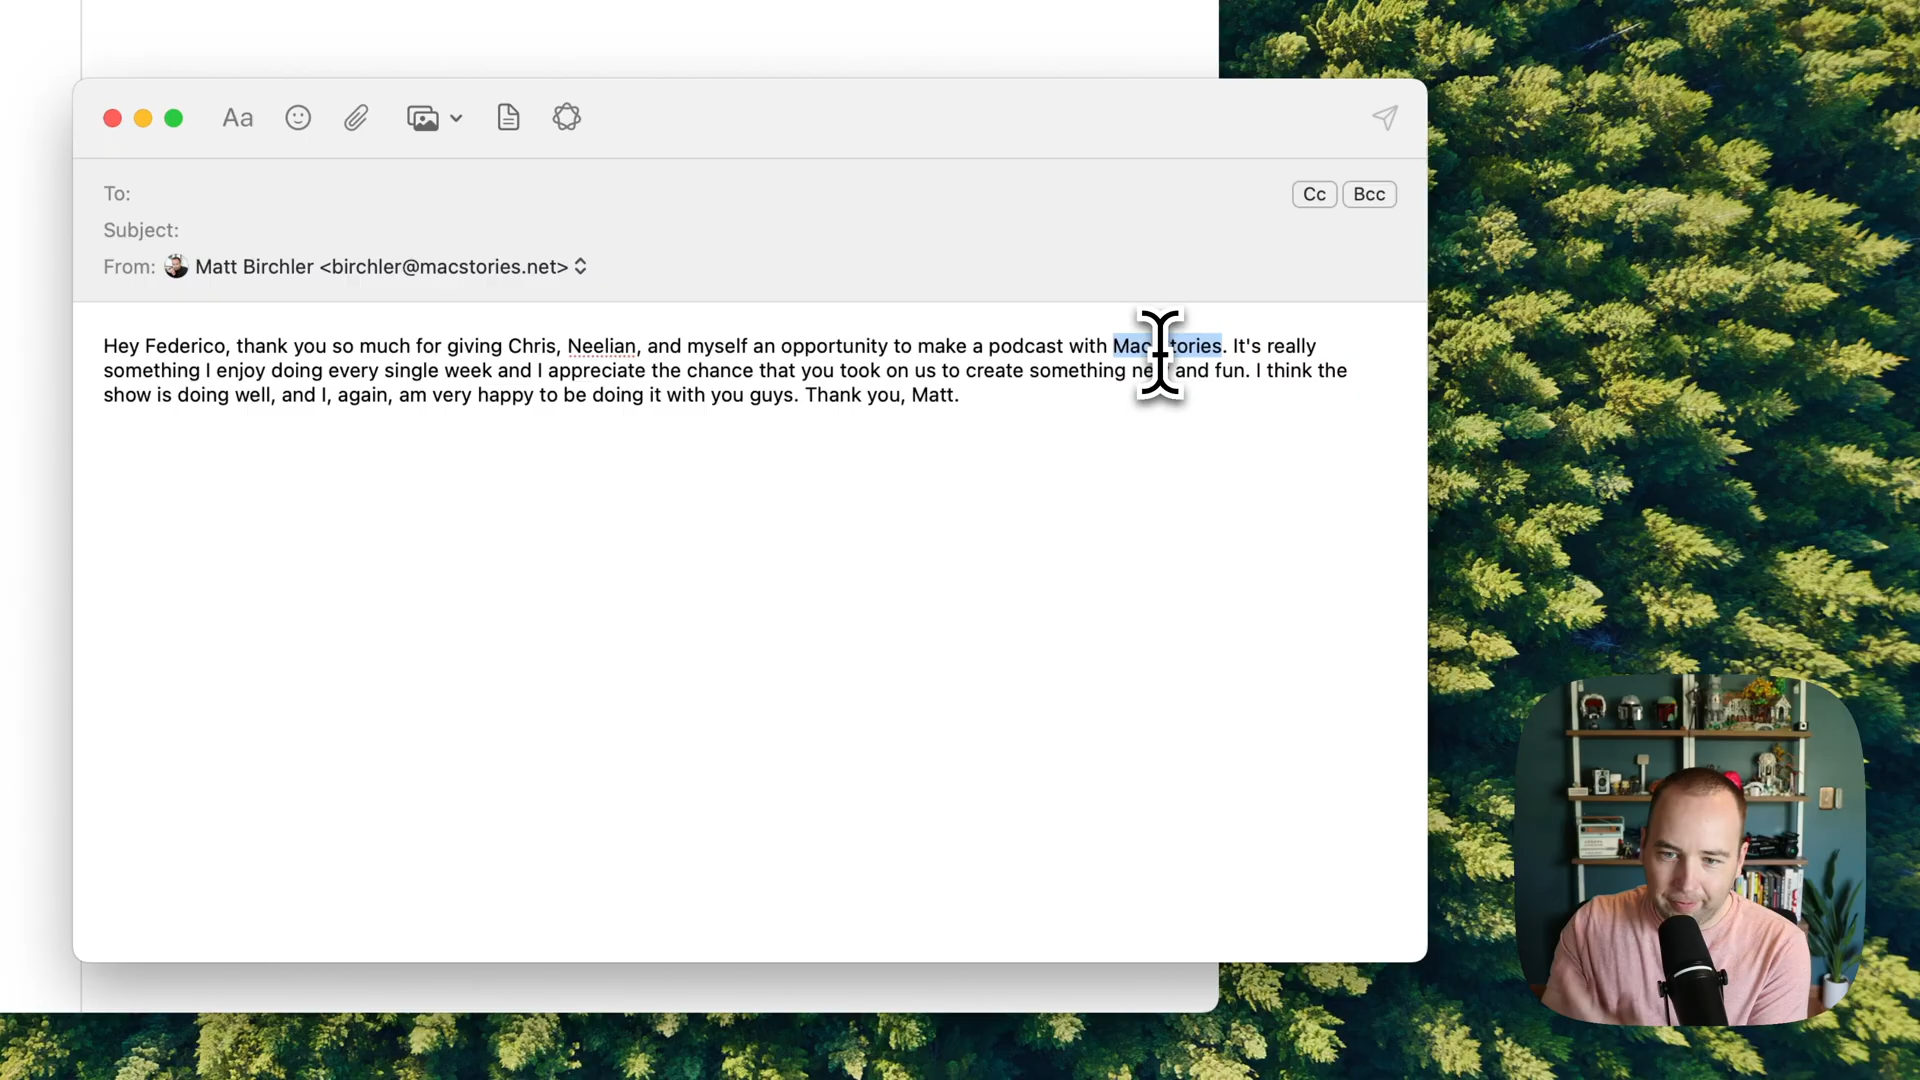 Aa
To:
Cc Bcc
Subject:
From: Matt Birchler <birchler@macstories.net>
Hey Federico, thank you so much for giving Chris, Neelian, and myself an opportunity to make a podcast with Mac Stories. It's really
something I enjoy doing every single week and I appreciate the chance that you took on us to create something new and fun. I think the
show is doing well, and I, again, am very happy to be doing it with you guys. Thank you, Matt.